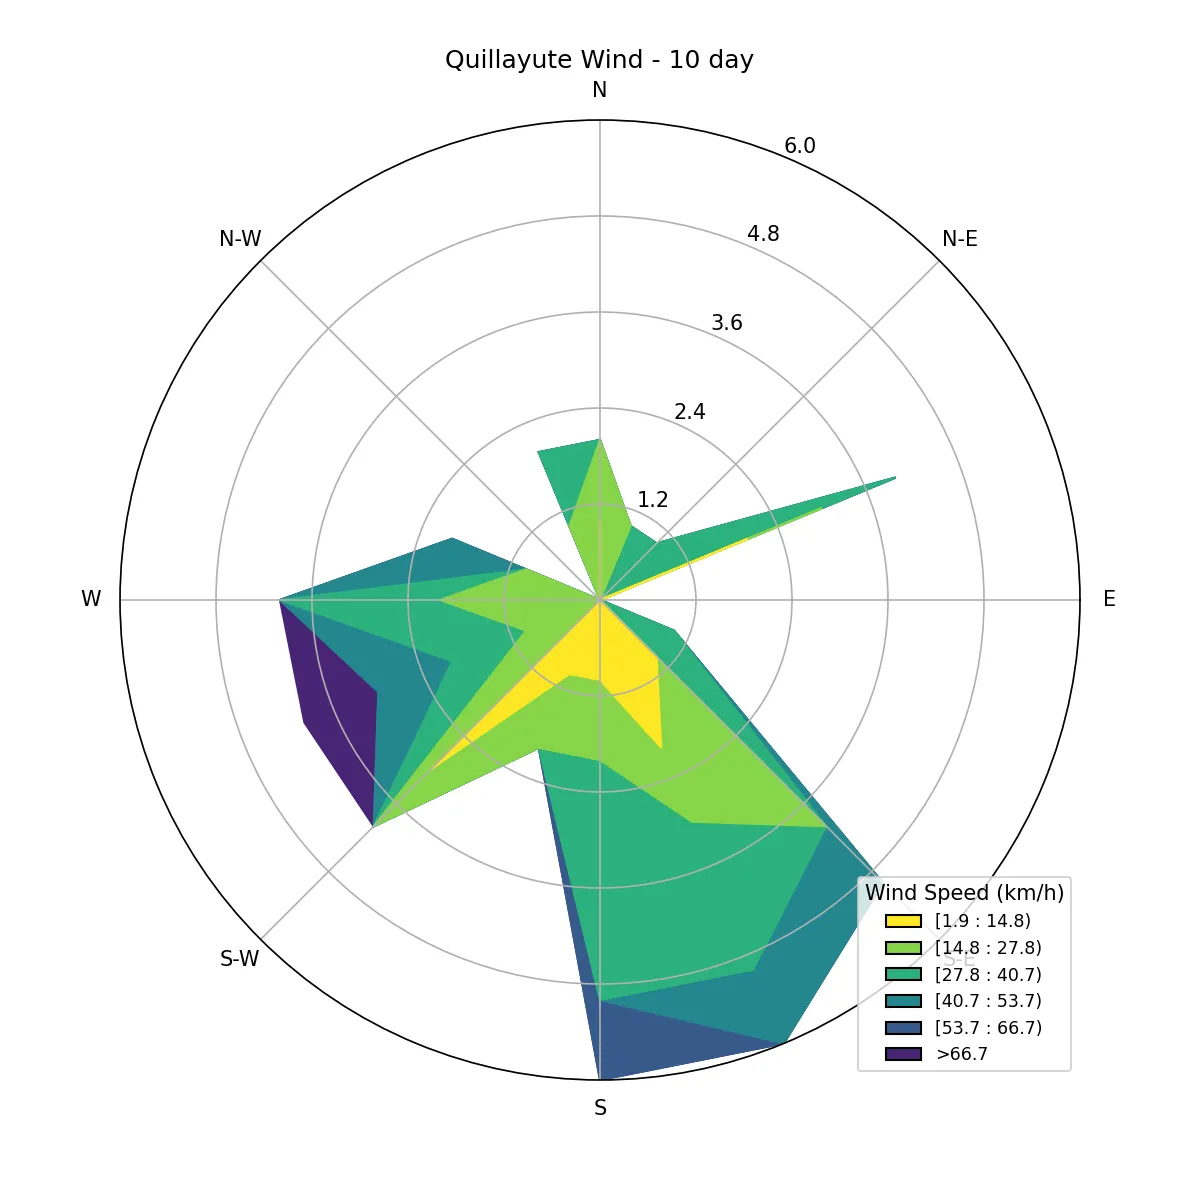 Quillayute Wind - 10 day
N
6.0
4.8
N-W
N-E
3.6
2.4
1.2
W
E
Wind Speed (km/h)
[1.9 : 14.8)
[14.8 : 27.8)
S-W
S-E
[27.8 : 40.7)
[40.7 : 53.7)
[53.7 : 66.7)
>66.7
S